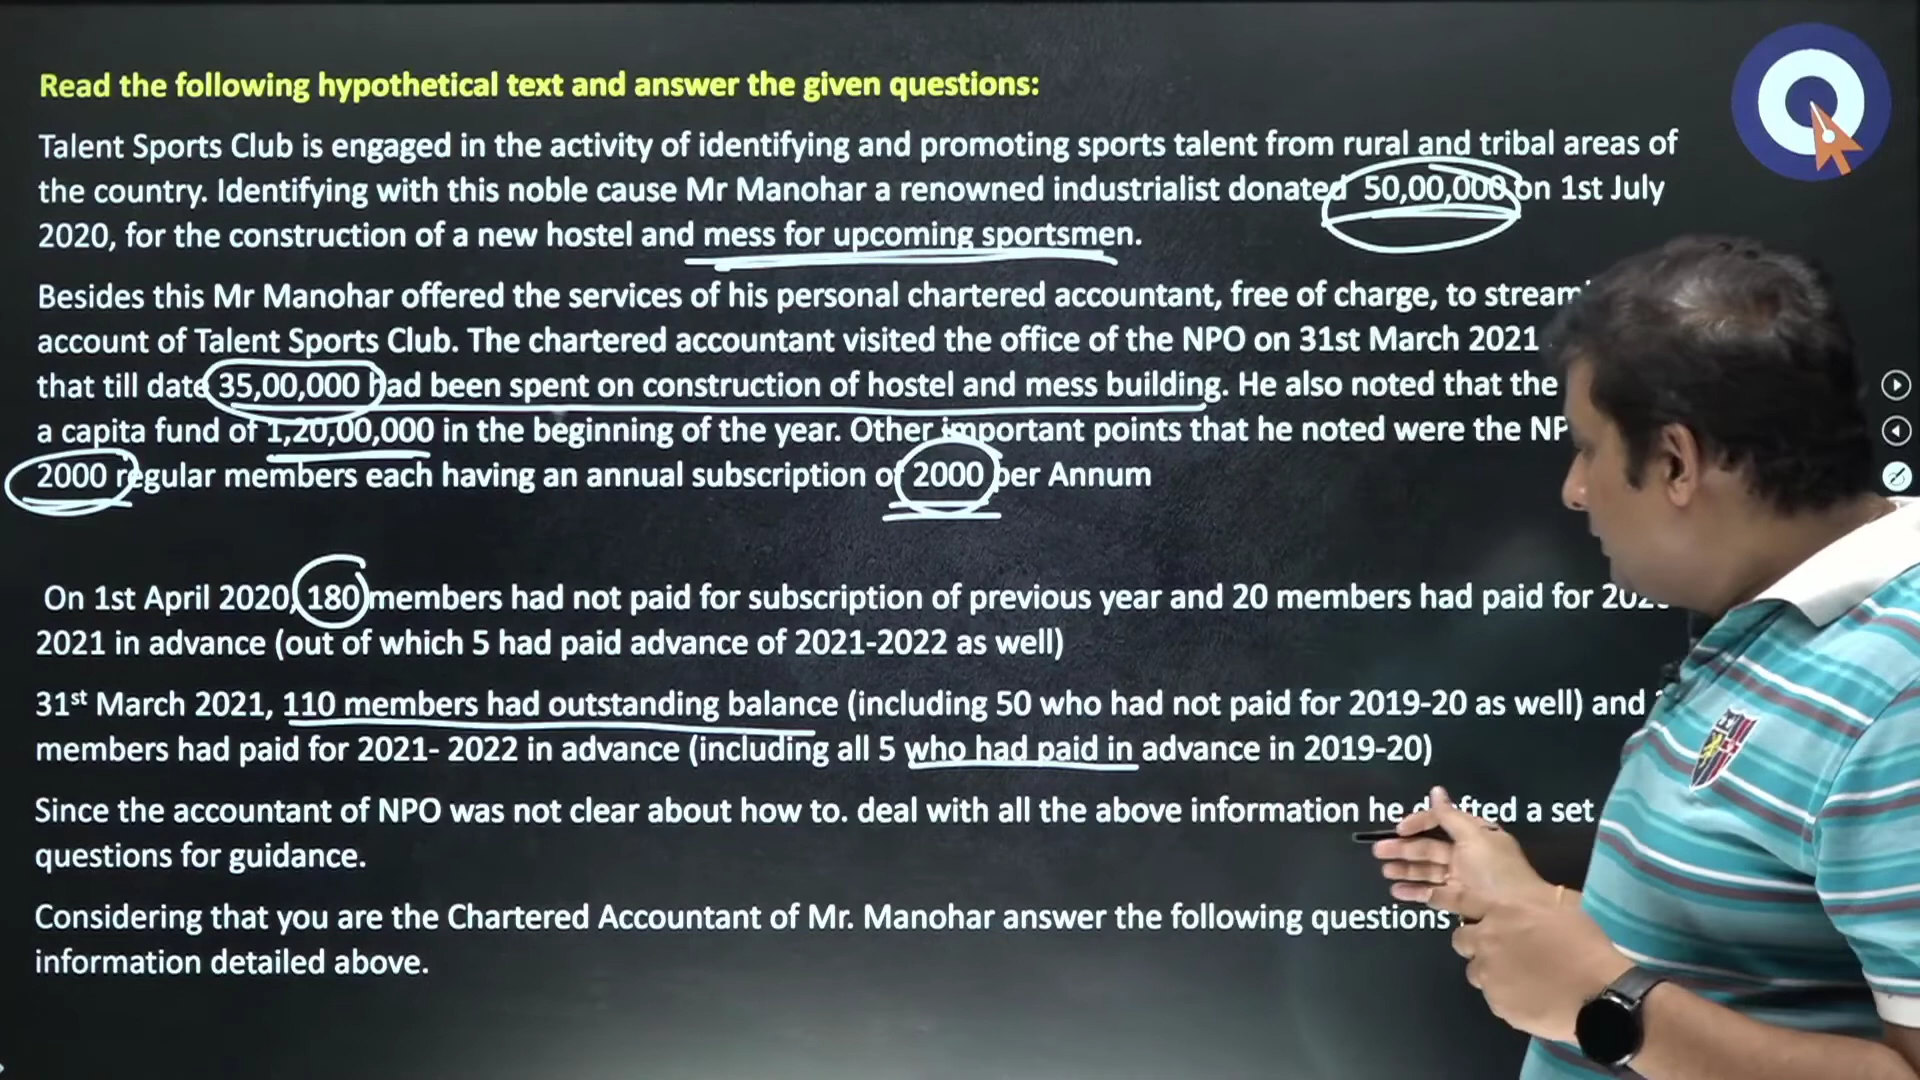 Read the following hypothetical text and answer the given questions:
Talent Sports Club is engaged in the activity of identifying and promoting sports talent from rural and tribal areas of
the country. Identifying with this noble cause Mr Manohar a renowned industrialist donated 50,00,000 on 1st July
2020, for the construction of a new hostel and mess for upcoming sportsmen.
Besides this Mr Manohar offered the services of his personal chartered accountant, free of charge, to
account of Talent Sports Club. The chartered accountant visited the office of the NPO on 31st March 2021
that till date 35,00,000 had been spent on construction of hostel and mess building. He also noted that the
a capita fund of 1,20,00,000 in the beginning of the year. Other important points that he noted were the
2000 regular members each having an annual subscription of 2000 per Annum
On 1st April 2020, 180 members had not paid for subscription of previous year and 20 members had paid for
2021 in advance (out of which 5 had paid advance of 2021-2022 as well)
31st March 2021, 110 members had outstanding balance (including 50 who had not paid for 2019-20 as well) and
members had paid for 2021- 2022 in advance (including all 5 who had paid in advance in 2019-20)
Since the accountant of NPO was not clear about how to. deal with all the above information he drafted a set
questions for guidance.
Considering that you are the Chartered Accountant of Mr. Manohar answer the following questions
information detailed above.